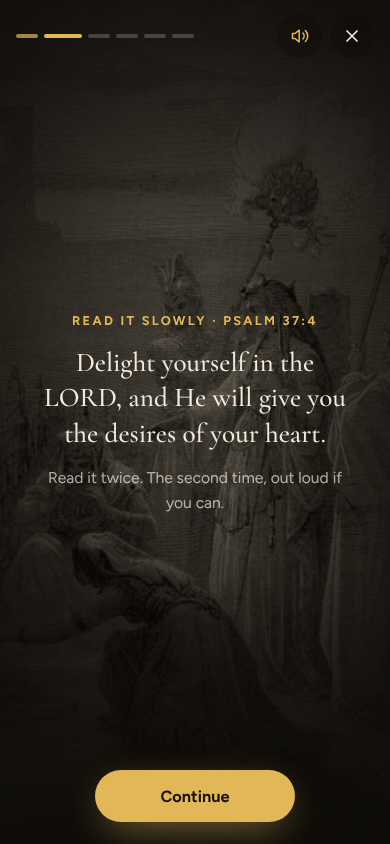 READ IT SLOWLY · PSALM 37:4
Delight yourself in the
LORD, and He will give you
the desires of your heart.
Read it twice. The second time, out loud if
you can.
Continue